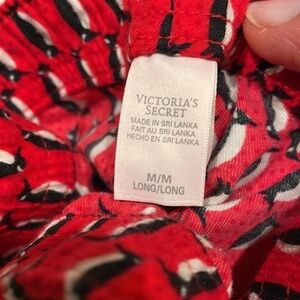 VICTORIA'S
SECRET
MADE IN SRI LANKA
FAIT AU SRI LANKA
HECHO EN SRI LANKA
M/M
LONG/LONG